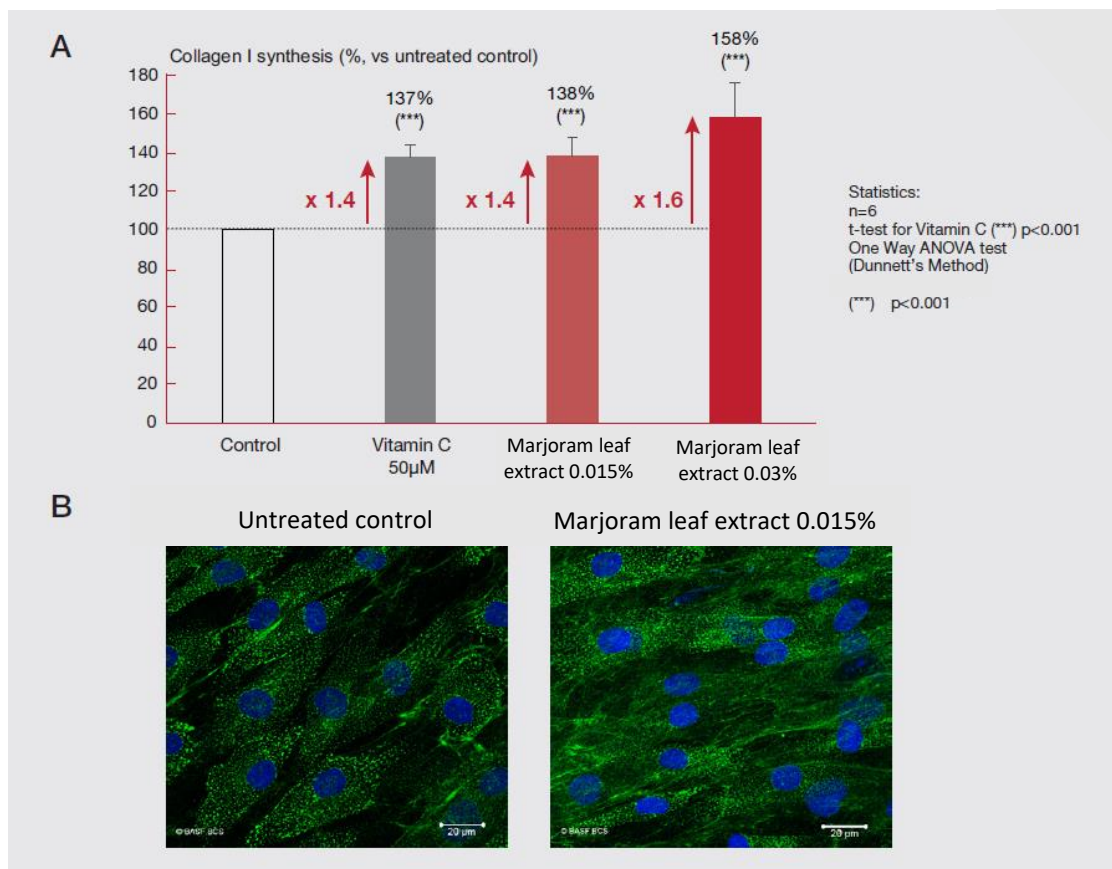 A
Collagen I synthesis (%, vs untreated control)
180
160
140
120
100
80
60
40
20
0
137%
(***)
138%
(***)
158%
(***)
x 1.4
x 1.4
x 1.6
Control
Vitamin C
50µM
Marjoram leaf
extract 0.015%
Marjoram leaf
extract 0.03%
Statistics:
n=6
t-test for Vitamin C (***) p<0.001
One Way ANOVA test
(Dunnett's Method)
(***) p<0.001
B
Untreated control
Marjoram leaf extract 0.015%
© BASF BCS
20 µm
© BASF BCS
20 µm